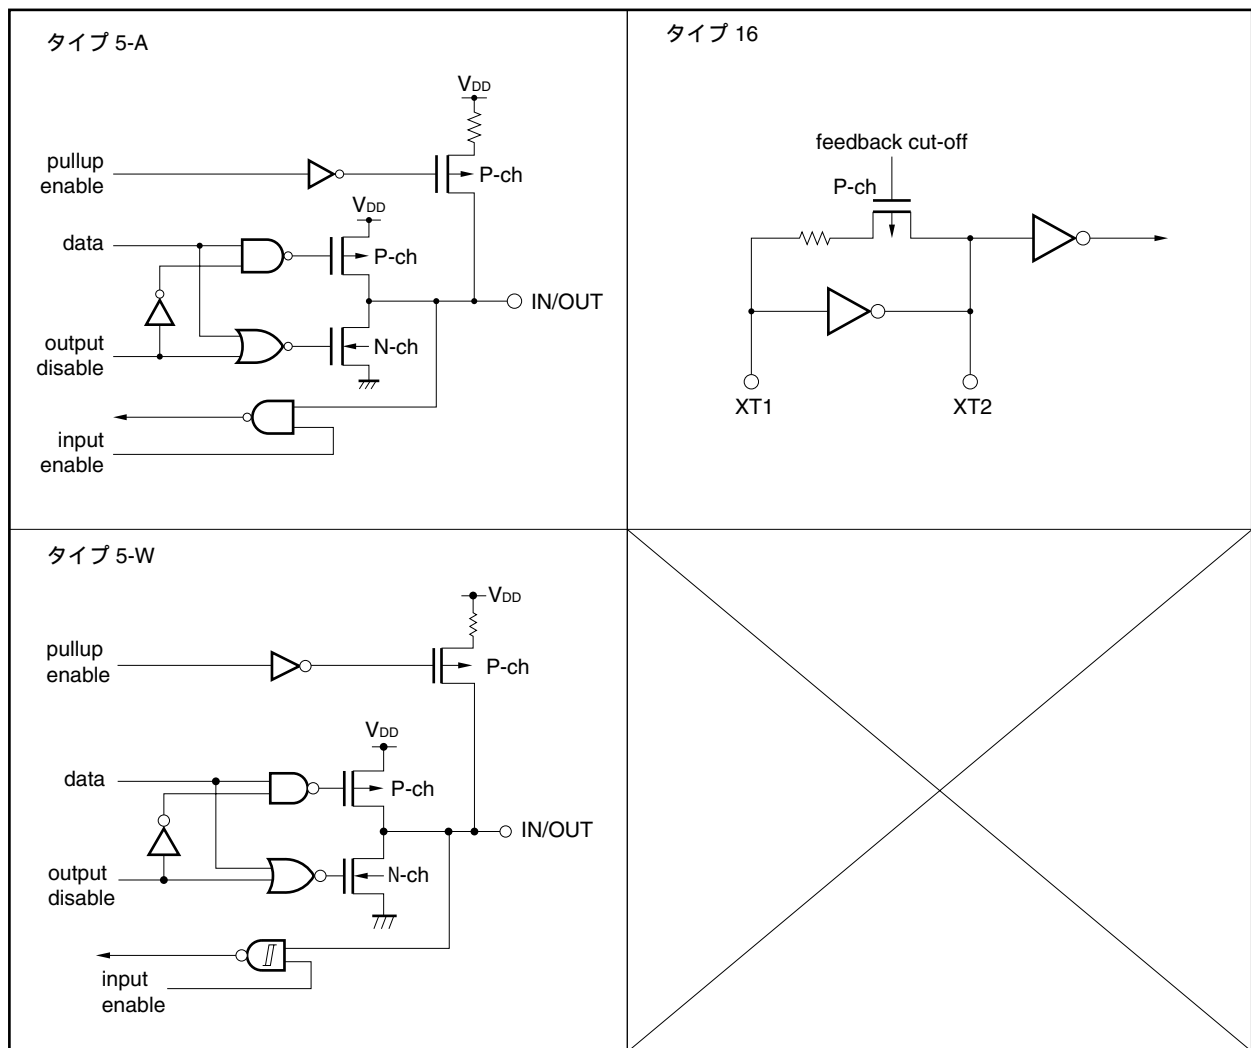 タイプ 5-A
VDD
pullup
enable
P-ch
VDD
data
P-ch
IN/OUT
output
disable
N-ch
input
enable
タイプ 16
feedback cut-off
P-ch
XT1
XT2
タイプ 5-W
VDD
pullup
enable
P-ch
VDD
data
P-ch
IN/OUT
output
disable
N-ch
input
enable